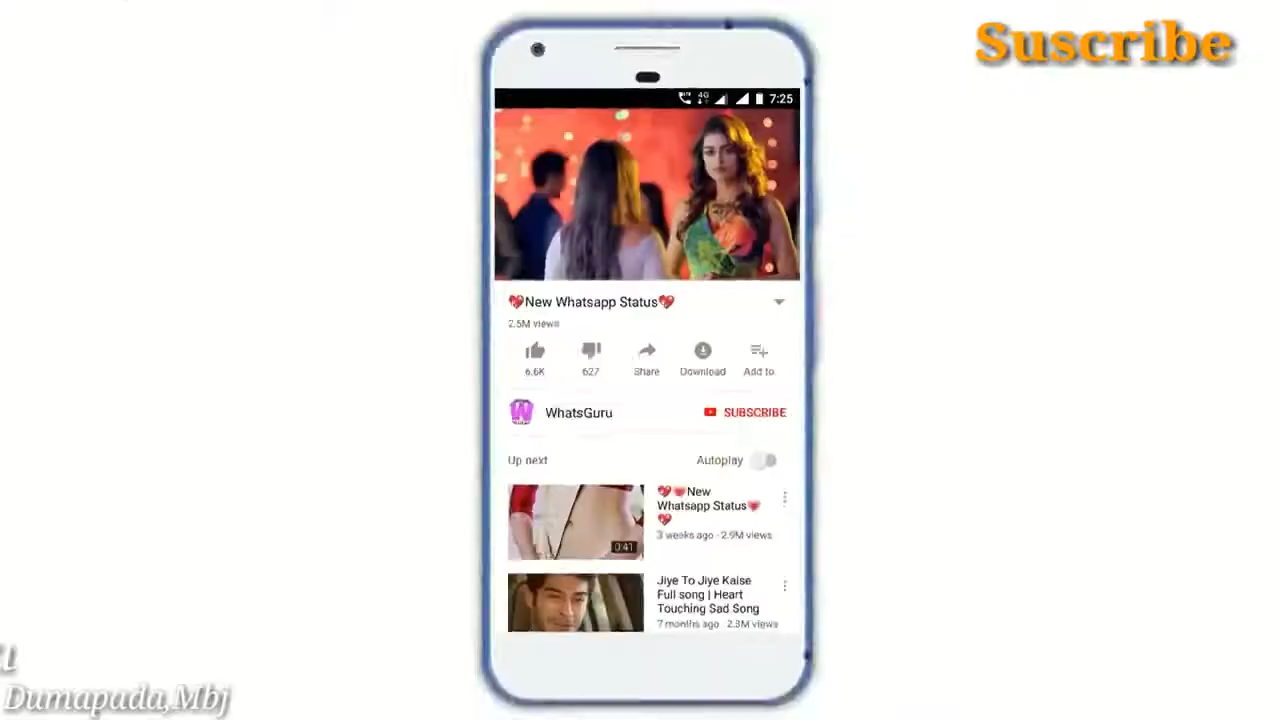 Suscribe
7:25
💖New Whatsapp Status💖
2.5M views
6.6K 627 Share Download Add to
WhatsGuru SUBSCRIBE
Up next Autoplay
💖💗New
Whatsapp Status💗
💖
3 weeks ago · 2.9M views
0:41
Jiye To Jiye Kaise
Full song | Heart
Touching Sad Song
7 months ago · 2.3M views
Dumapada,Mbj